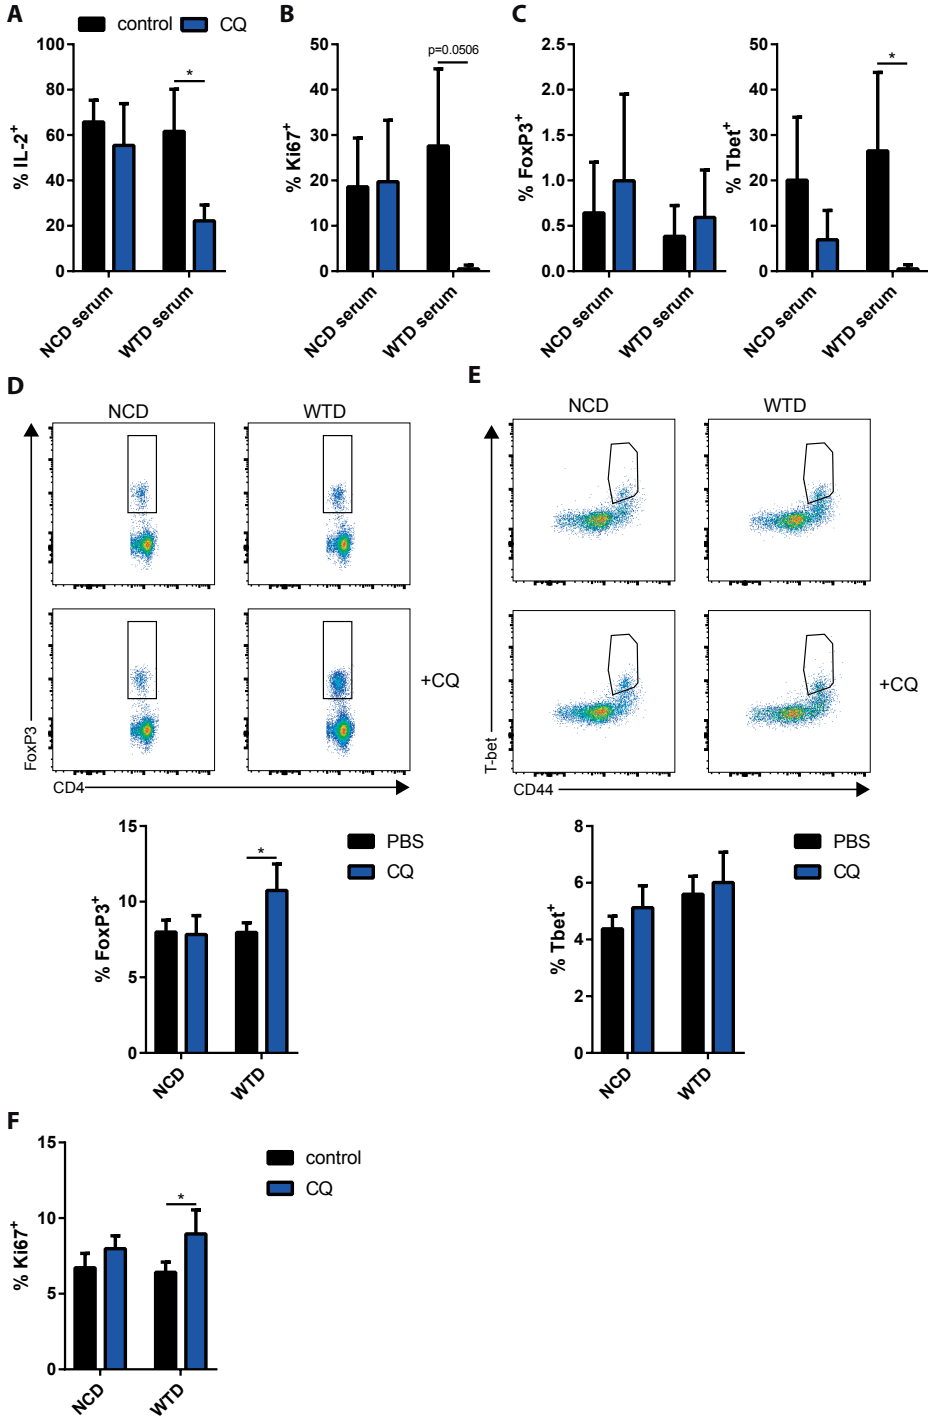 A
control
CQ
% IL-2+
100
80
60
40
20
0
*
NCD serum
WTD serum
B
% Ki67+
50
40
30
20
10
0
p=0.0506
NCD serum
WTD serum
C
% FoxP3+
2.5
2.0
1.5
1.0
0.5
0.0
NCD serum
WTD serum
% Tbet+
50
40
30
20
10
0
*
NCD serum
WTD serum
D
NCD
WTD
+CQ
FoxP3
CD4
% FoxP3+
15
10
5
0
*
NCD
WTD
PBS
CQ
E
NCD
WTD
+CQ
T-bet
CD44
% Tbet+
8
6
4
2
0
NCD
WTD
PBS
CQ
F
% Ki67+
15
10
5
0
*
NCD
WTD
control
CQ